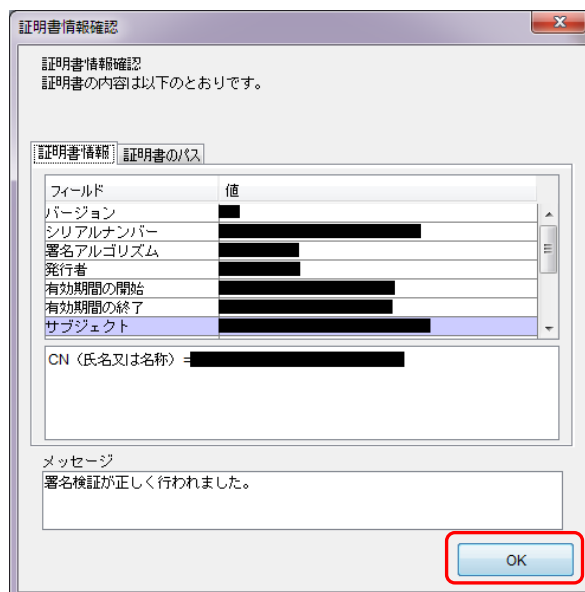 証明書情報確認
証明書情報確認
証明書の内容は以下のとおりです。
証明書情報 証明書のパス
フィールド 値
バージョン
シリアルナンバー
署名アルゴリズム
発行者
有効期間の開始
有効期間の終了
サブジェクト
CN（氏名又は名称）=
メッセージ
署名検証が正しく行われました。
OK